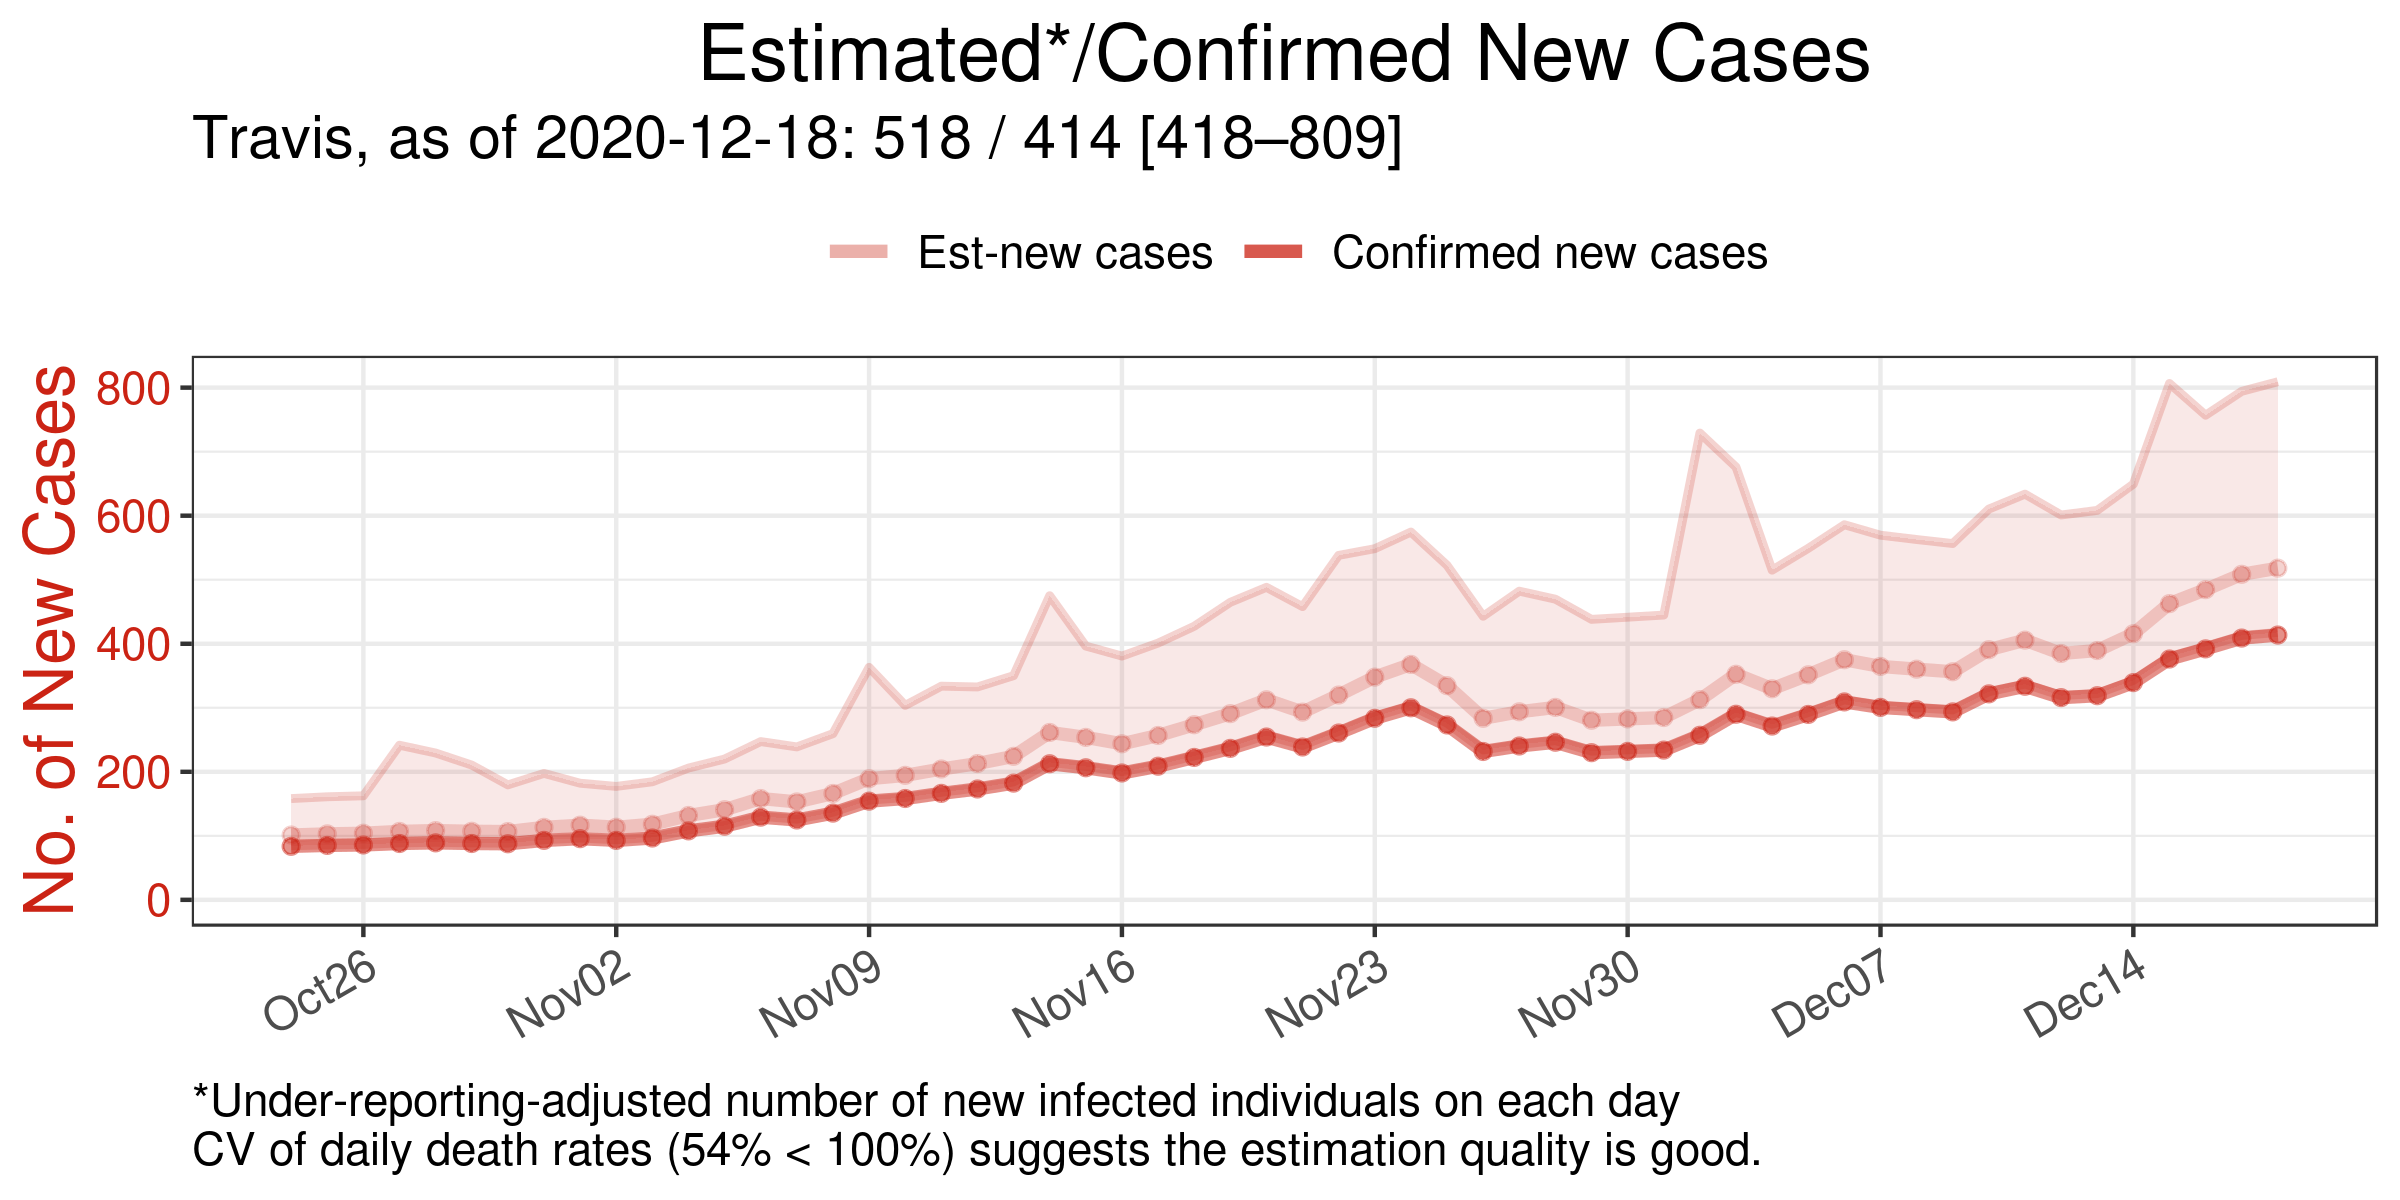 Estimated*/Confirmed New Cases
Travis, as of 2020-12-18: 518 / 414 [418–809]
Est-new cases
Confirmed new cases
No. of New Cases
800
600
400
200
0
Oct26
Nov02
Nov09
Nov16
Nov23
Nov30
Dec07
Dec14
*Under-reporting-adjusted number of new infected individuals on each day
CV of daily death rates (54% < 100%) suggests the estimation quality is good.